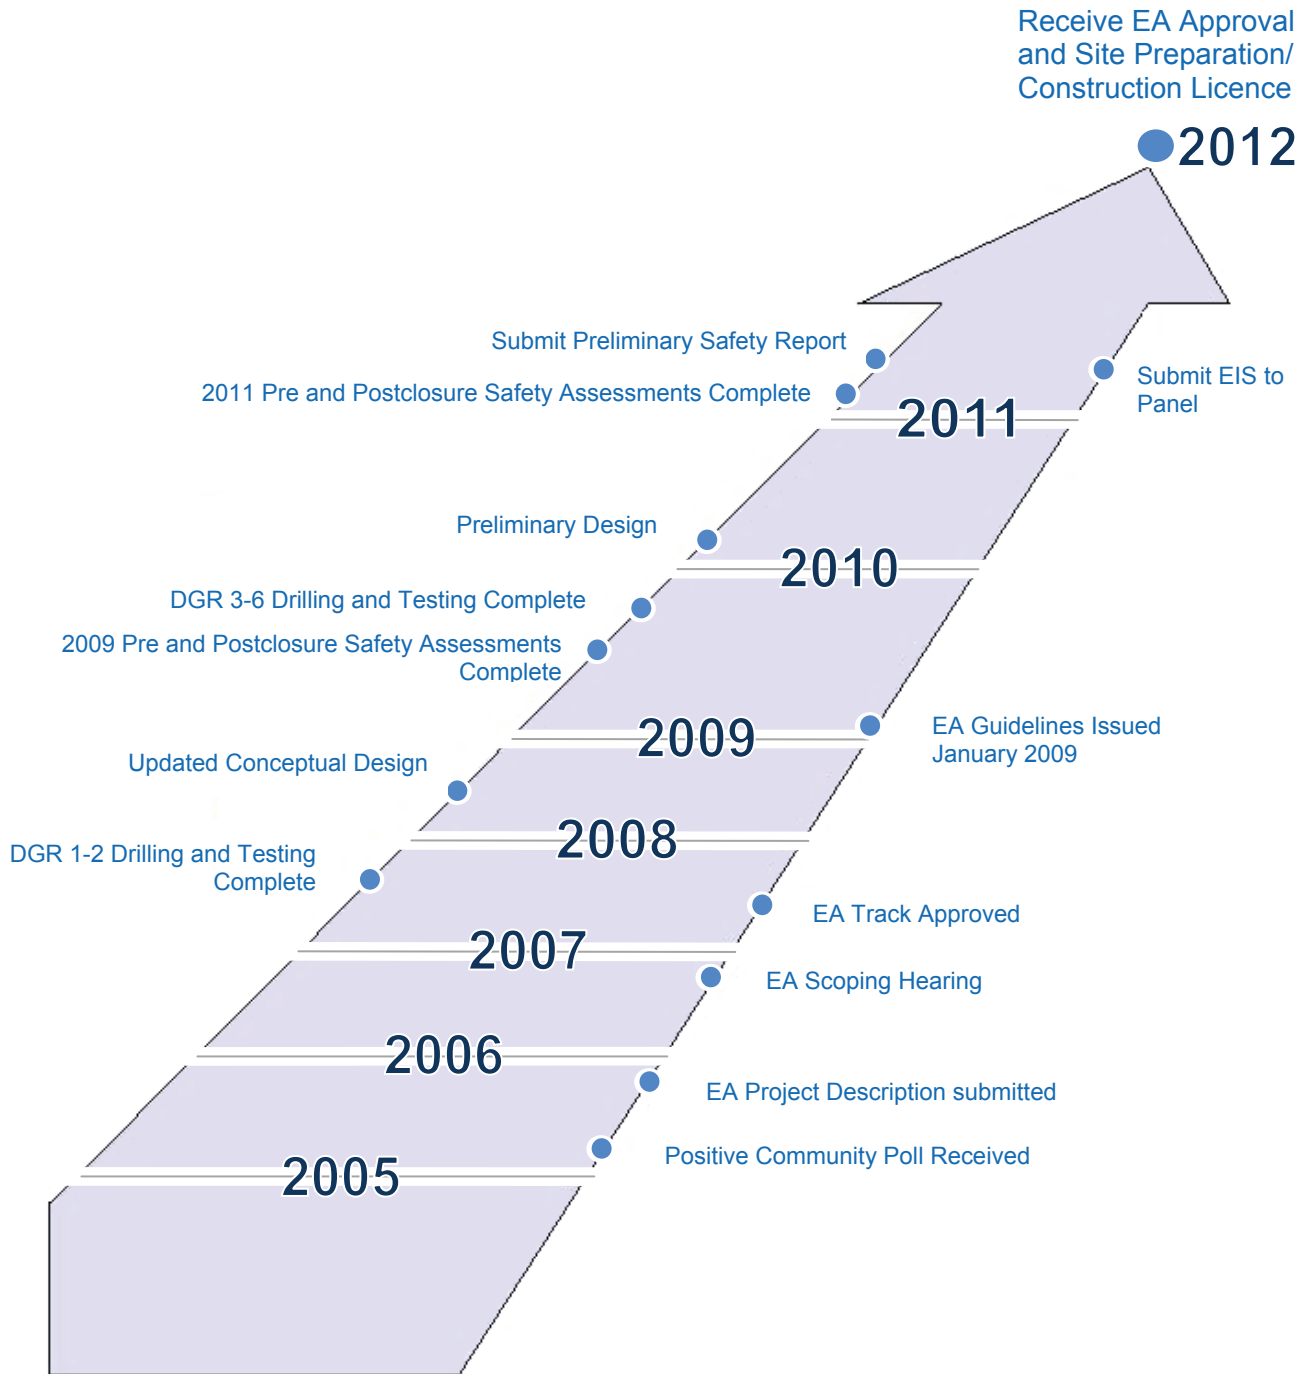 Receive EA Approval
and Site Preparation/
Construction Licence
2012
Submit Preliminary Safety Report
2011 Pre and Postclosure Safety Assessments Complete
Submit EIS to
Panel
2011
Preliminary Design
2010
DGR 3-6 Drilling and Testing Complete
2009 Pre and Postclosure Safety Assessments
Complete
2009
EA Guidelines Issued
January 2009
Updated Conceptual Design
2008
DGR 1-2 Drilling and Testing
Complete
EA Track Approved
2007
EA Scoping Hearing
2006
EA Project Description submitted
Positive Community Poll Received
2005